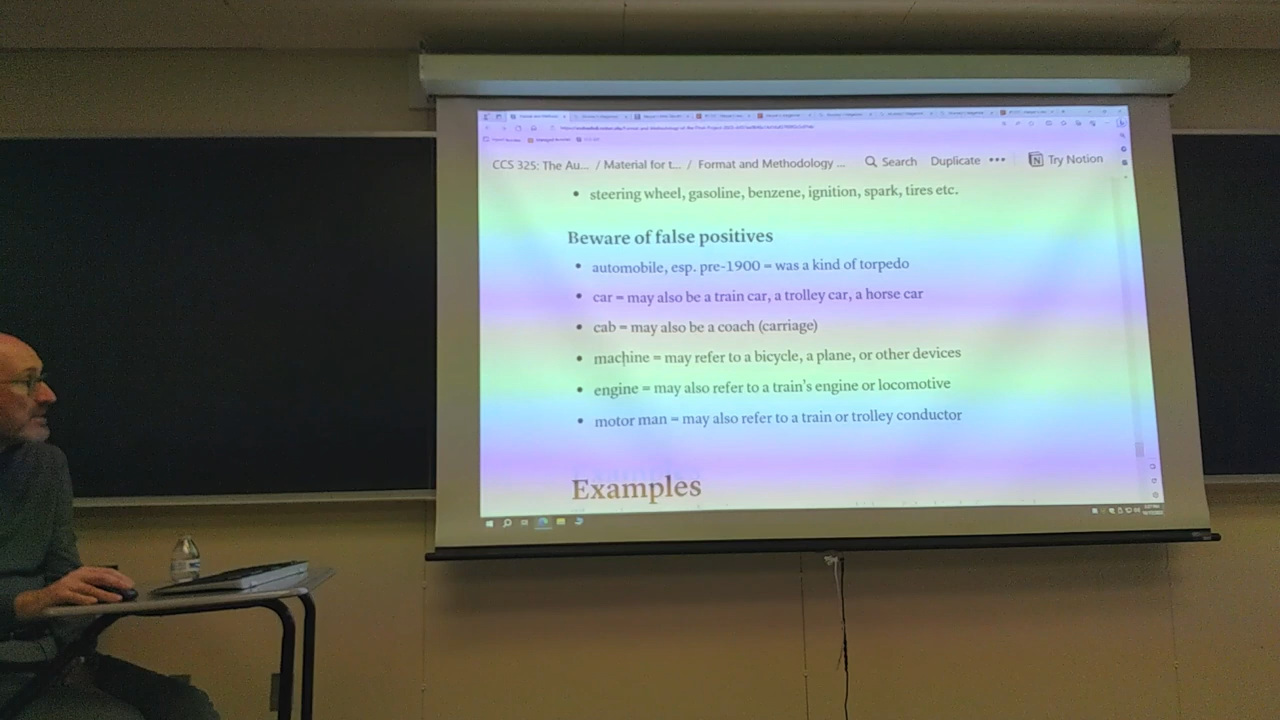 CCS 325: The Au... / Material for t... / Format and Methodology ... Search Duplicate ••• Try Notion
• steering wheel, gasoline, benzene, ignition, spark, tires etc.
Beware of false positives
• automobile, esp. pre-1900 = was a kind of torpedo
• car = may also be a train car, a trolley car, a horse car
• cab = may also be a coach (carriage)
• machine = may refer to a bicycle, a plane, or other devices
• engine = may also refer to a train's engine or locomotive
• motor man = may also refer to a train or trolley conductor
Examples